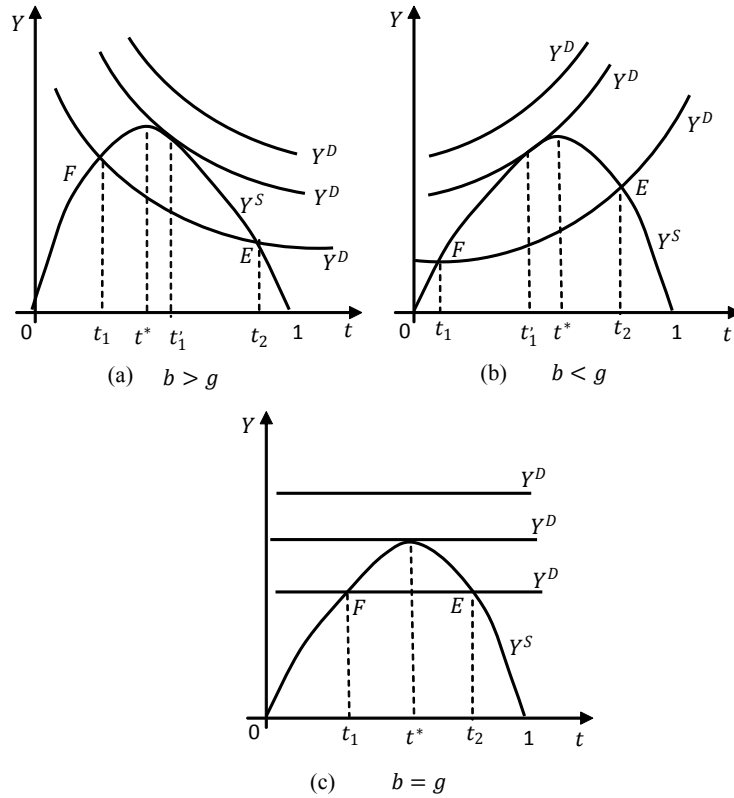 Y
Y
Y^D
Y^D
Y^D
Y^D
Y^D
Y^D
F
Y^S
E
E
F
Y^S
0
t_1
t^*
t_1'
t_2
1
t
0
t_1
t_1'
t^*
t_2
1
t
(a) b > g
(b) b < g
Y
Y^D
Y^D
Y^D
F
E
Y^S
0
t_1
t^*
t_2
1
t
(c) b = g